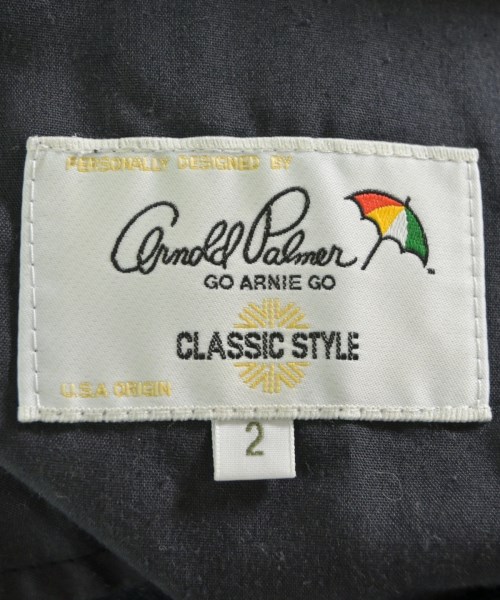 PERSONALLY DESIGNED BY
Arnold Palmer
GO ARNIE GO
CLASSIC STYLE
U.S.A ORIGIN
2